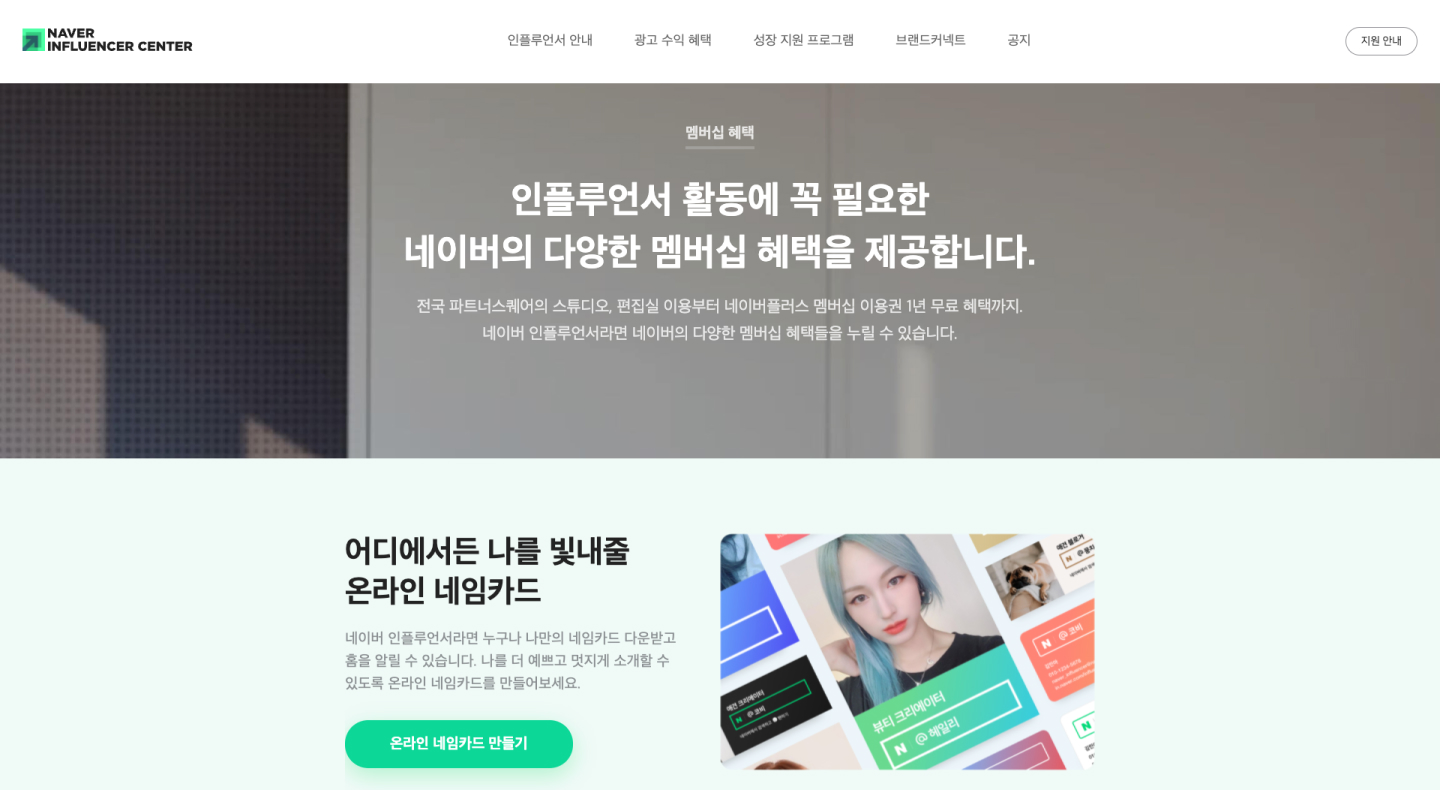 NAVER
INFLUENCER CENTER
인플루언서 안내
광고 수익 혜택
성장 지원 프로그램
브랜드커넥트
공지
지원 안내
멤버십 혜택
인플루언서 활동에 꼭 필요한
네이버의 다양한 멤버십 혜택을 제공합니다.
전국 파트너스퀘어의 스튜디오, 편집실 이용부터 네이버플러스 멤버십 이용권 1년 무료 혜택까지.
네이버 인플루언서라면 네이버의 다양한 멤버십 혜택들을 누릴 수 있습니다.
어디에서든 나를 빛내줄
온라인 네임카드
네이버 인플루언서라면 누구나 나만의 네임카드 다운받고
홈을 알릴 수 있습니다. 나를 더 예쁘고 멋지게 소개할 수
있도록 온라인 네임카드를 만들어보세요.
온라인 네임카드 만들기
애견 크리에이터
N @코비
뷰티 크리에이터
N @헤일리
애견 블로거
N @코비
N